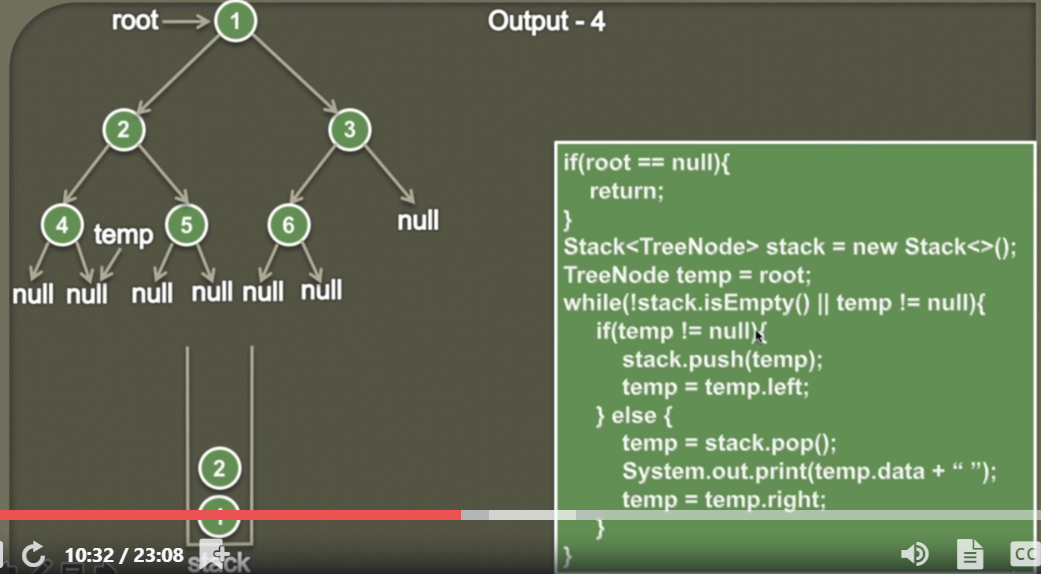 root
1
Output - 4
2
3
4
temp
5
6
null
null
null
null
null
null
null
if(root == null){
return;
}
Stack<TreeNode> stack = new Stack<>();
TreeNode temp = root;
while(!stack.isEmpty() || temp != null){
if(temp != null){
stack.push(temp);
temp = temp.left;
} else {
temp = stack.pop();
System.out.print(temp.data + “ ”);
temp = temp.right;
}
}
2
1
stack
10:32 / 23:08
CC